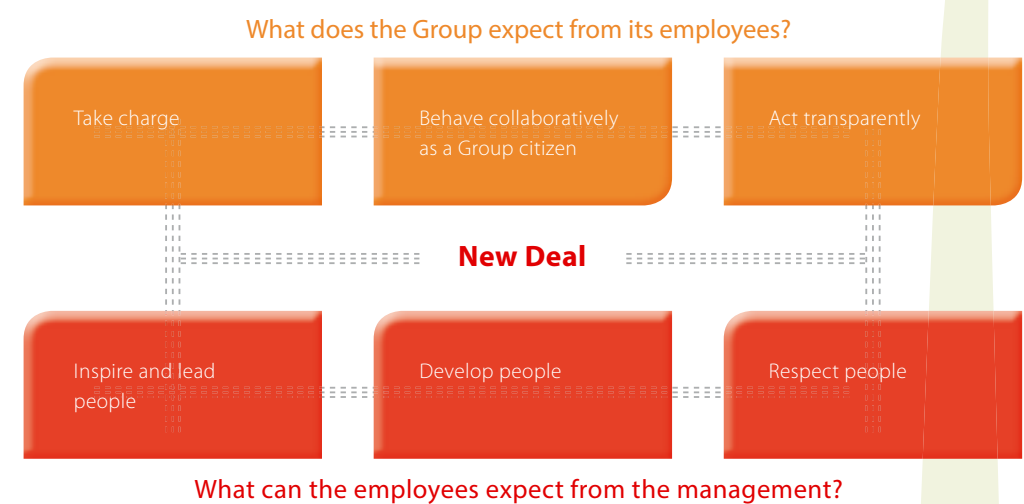 What does the Group expect from its employees?
Take charge
Behave collaboratively
as a Group citizen
Act transparently
New Deal
Inspire and lead
people
Develop people
Respect people
What can the employees expect from the management?